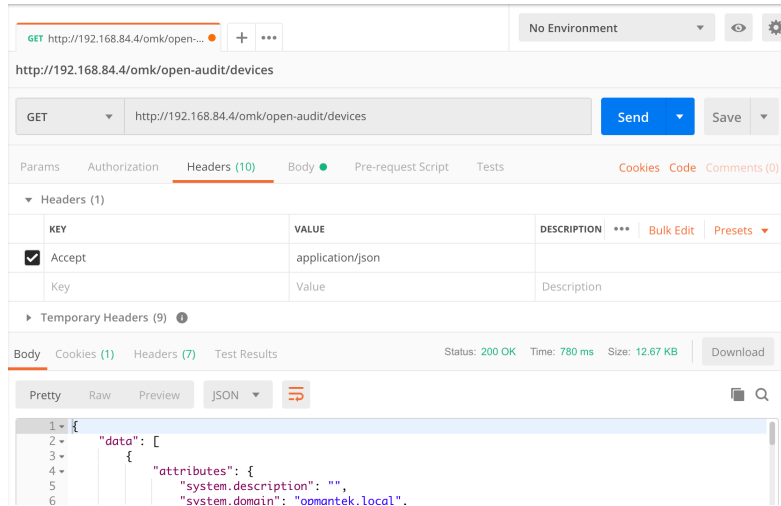 GET http://192.168.84.4/omk/open-...
No Environment
http://192.168.84.4/omk/open-audit/devices
GET http://192.168.84.4/omk/open-audit/devices Send Save
Params Authorization Headers (10) Body Pre-request Script Tests Cookies Code Comments (0)
Headers (1)
KEY VALUE DESCRIPTION ••• Bulk Edit Presets
Accept application/json
Key Value Description
Temporary Headers (9) i
Body Cookies (1) Headers (7) Test Results Status: 200 OK Time: 780 ms Size: 12.67 KB Download
Pretty Raw Preview JSON
1 {
2 "data": [
3 {
4 "attributes": {
5 "system.description": "",
6 "system.domain": "opmantek.local",